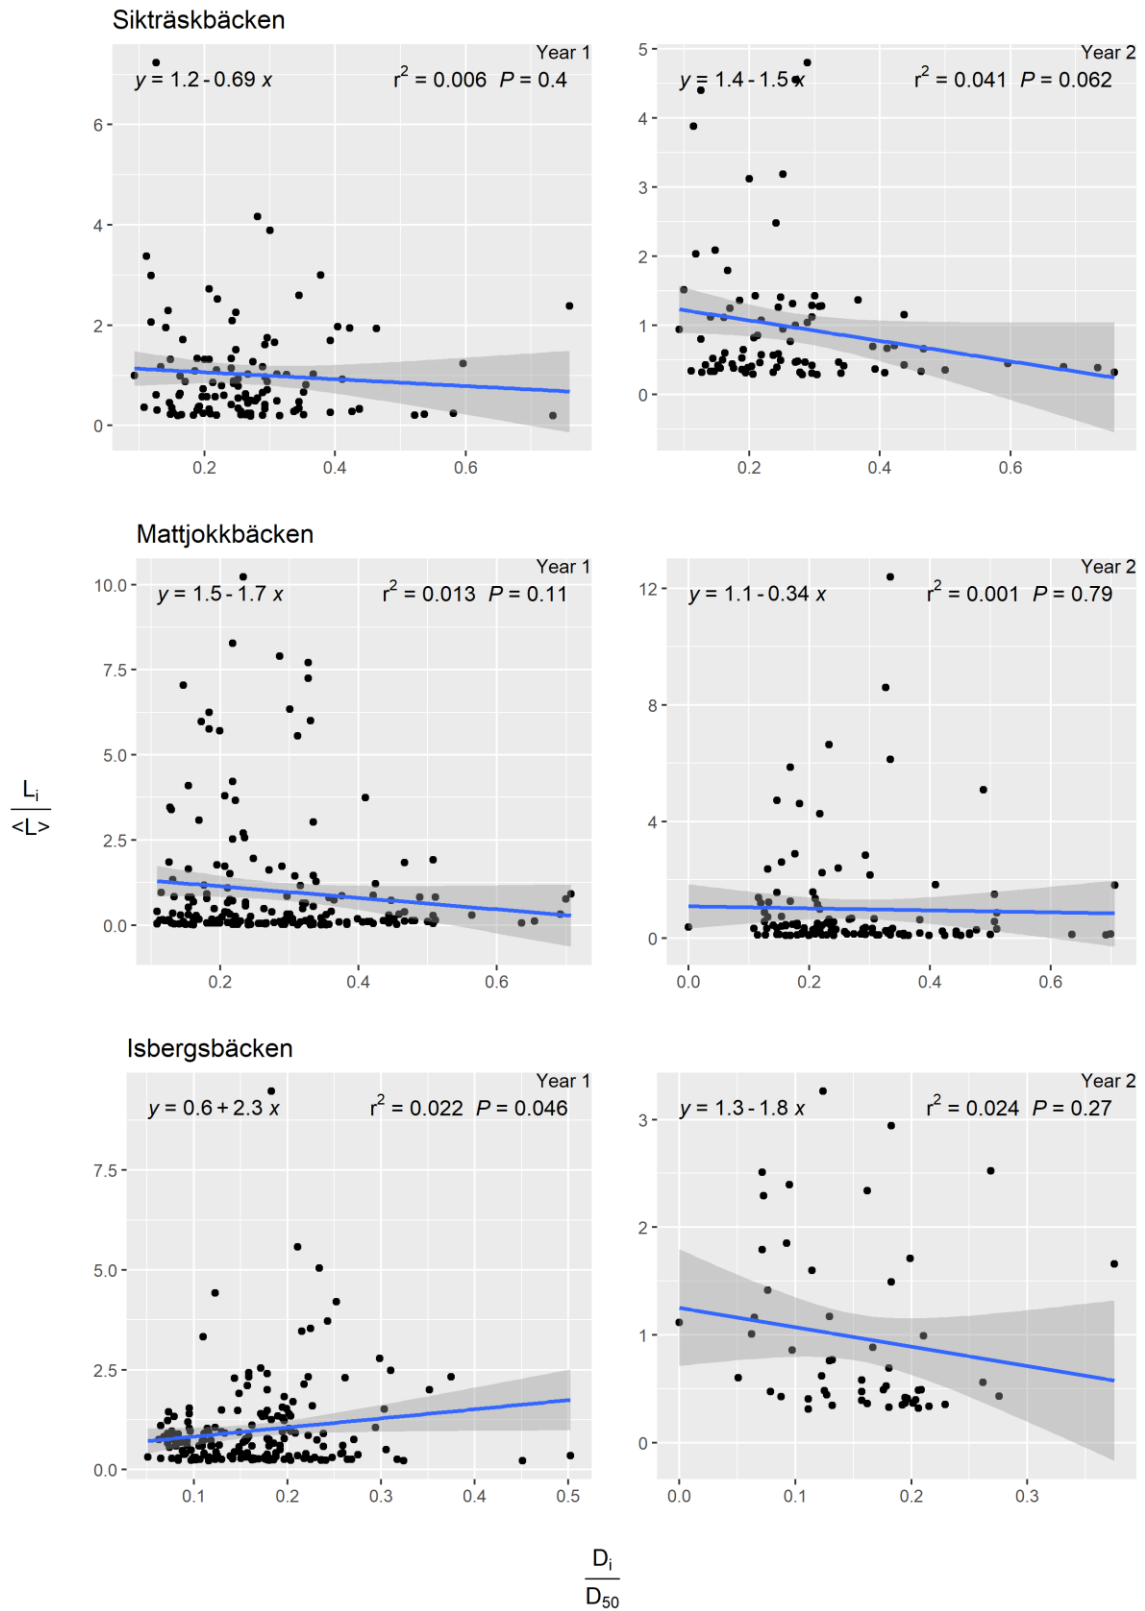 Sikträskbäcken
Year 1
y = 1.2 - 0.69 x r² = 0.006 P = 0.4
6
4
2
0
0.2 0.4 0.6
Year 2
y = 1.4 - 1.5 x r² = 0.041 P = 0.062
5
4
3
2
1
0
0.2 0.4 0.6
Mattjokkbäcken
Year 1
y = 1.5 - 1.7 x r² = 0.013 P = 0.11
10.0
7.5
5.0
2.5
0.0
0.2 0.4 0.6
Year 2
y = 1.1 - 0.34 x r² = 0.001 P = 0.79
12
8
4
0
0.0 0.2 0.4 0.6
Lᵢ
<L>
Isbergsbäcken
Year 1
y = 0.6 + 2.3 x r² = 0.022 P = 0.046
7.5
5.0
2.5
0.0
0.1 0.2 0.3 0.4 0.5
Year 2
y = 1.3 - 1.8 x r² = 0.024 P = 0.27
3
2
1
0
0.0 0.1 0.2 0.3
Dᵢ
D₅₀